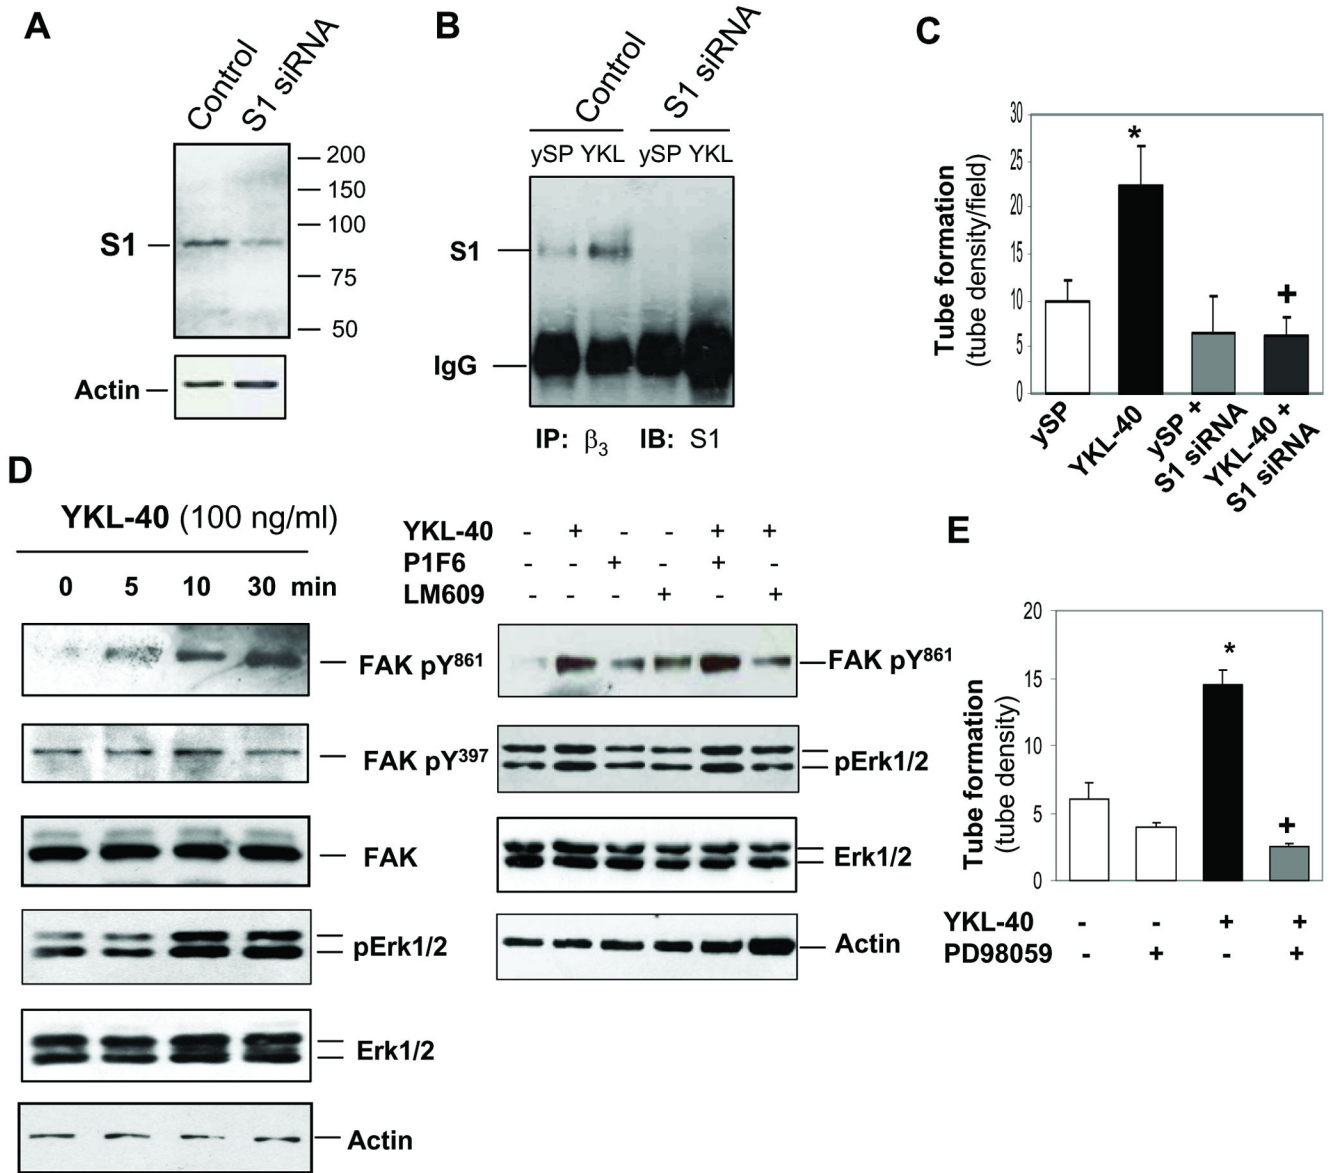 A
Control
S1 siRNA
200
150
100
75
50
S1
Actin
B
Control
S1 siRNA
ySP YKL ySP YKL
S1
IgG
IP: β3 IB: S1
C
Tube formation
(tube density/field)
30
25
20
15
10
5
0
ySP
YKL-40
ySP +
S1 siRNA
YKL-40 +
S1 siRNA
*
+
D
YKL-40 (100 ng/ml)
0 5 10 30 min
FAK pY861
FAK pY397
FAK
pErk1/2
Erk1/2
Actin
YKL-40 - + - - + +
P1F6 - - + - + -
LM609 - - - + - +
FAK pY861
pErk1/2
Erk1/2
Actin
E
Tube formation
(tube density)
20
15
10
5
0
*
+
YKL-40 - - + +
PD98059 - + - +